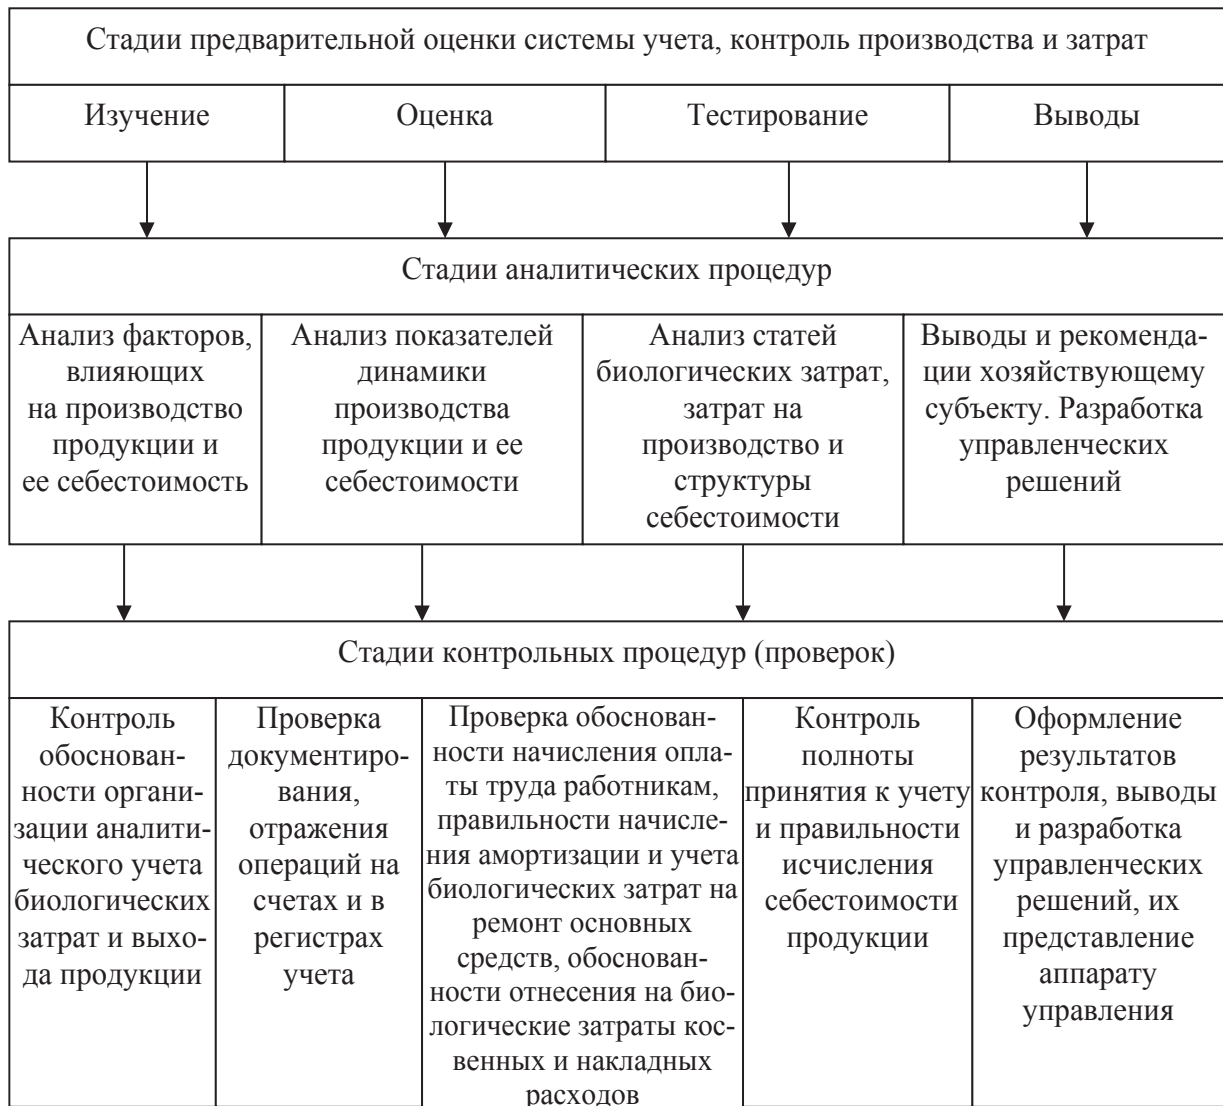 Стадии предварительной оценки системы учета, контроль производства и затрат
Изучение
Оценка
Тестирование
Выводы
Стадии аналитических процедур
Анализ факторов,
влияющих
на производство
продукции и
ее себестоимость
Анализ показателей
динамики
производства
продукции и ее
себестоимости
Анализ статей
биологических затрат,
затрат на
производство и
структуры
себестоимости
Выводы и рекоменда-
ции хозяйствующему
субъекту. Разработка
управленческих
решений
Стадии контрольных процедур (проверок)
Контроль
обоснован-
ности органи-
зации аналити-
ческого учета
биологических
затрат и выхо-
да продукции
Проверка
документиро-
вания,
отражения
операций на
счетах и в
регистрах
учета
Проверка обоснован-
ности начисления опла-
ты труда работникам,
правильности начисле-
ния амортизации и учета
биологических затрат на
ремонт основных
средств, обоснован-
ности отнесения на био-
логические затраты кос-
венных и накладных
расходов
Контроль
полноты
принятия к учету
и правильности
исчисления
себестоимости
продукции
Оформление
результатов
контроля, выводы
и разработка
управленческих
решений, их
представление
аппарату
управления